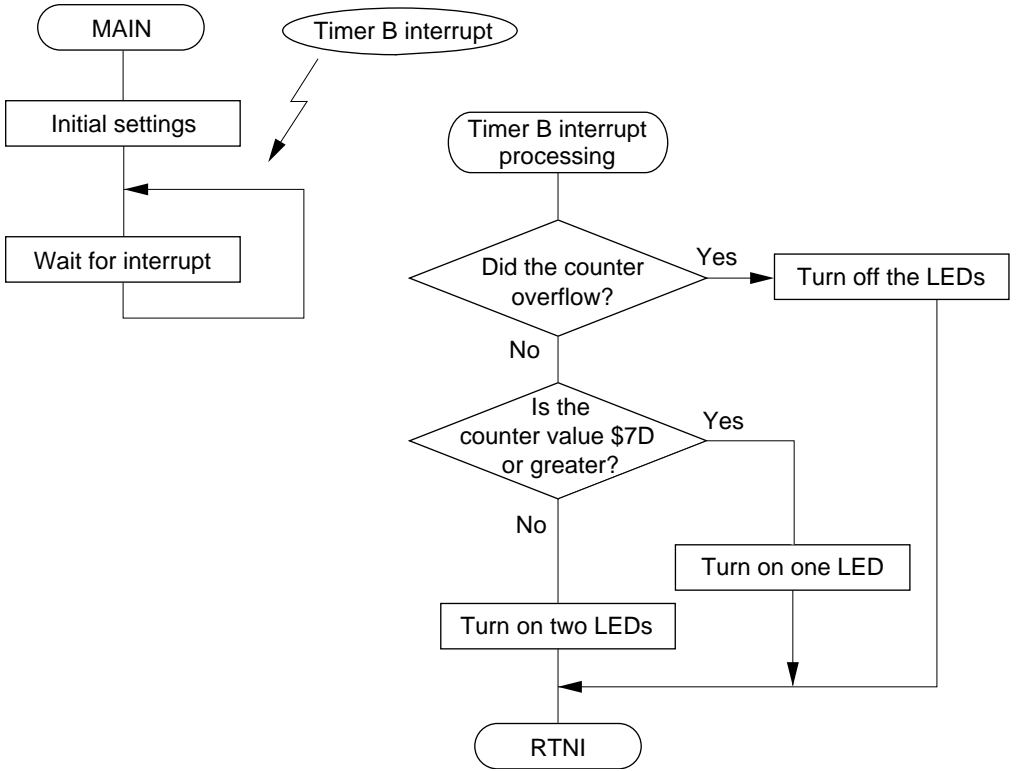 MAIN
Timer B interrupt
Initial settings
Wait for interrupt
Timer B interrupt
processing
Did the counter
overflow?
Yes
Turn off the LEDs
No
Is the
counter value $7D
or greater?
Yes
No
Turn on one LED
Turn on two LEDs
RTNI